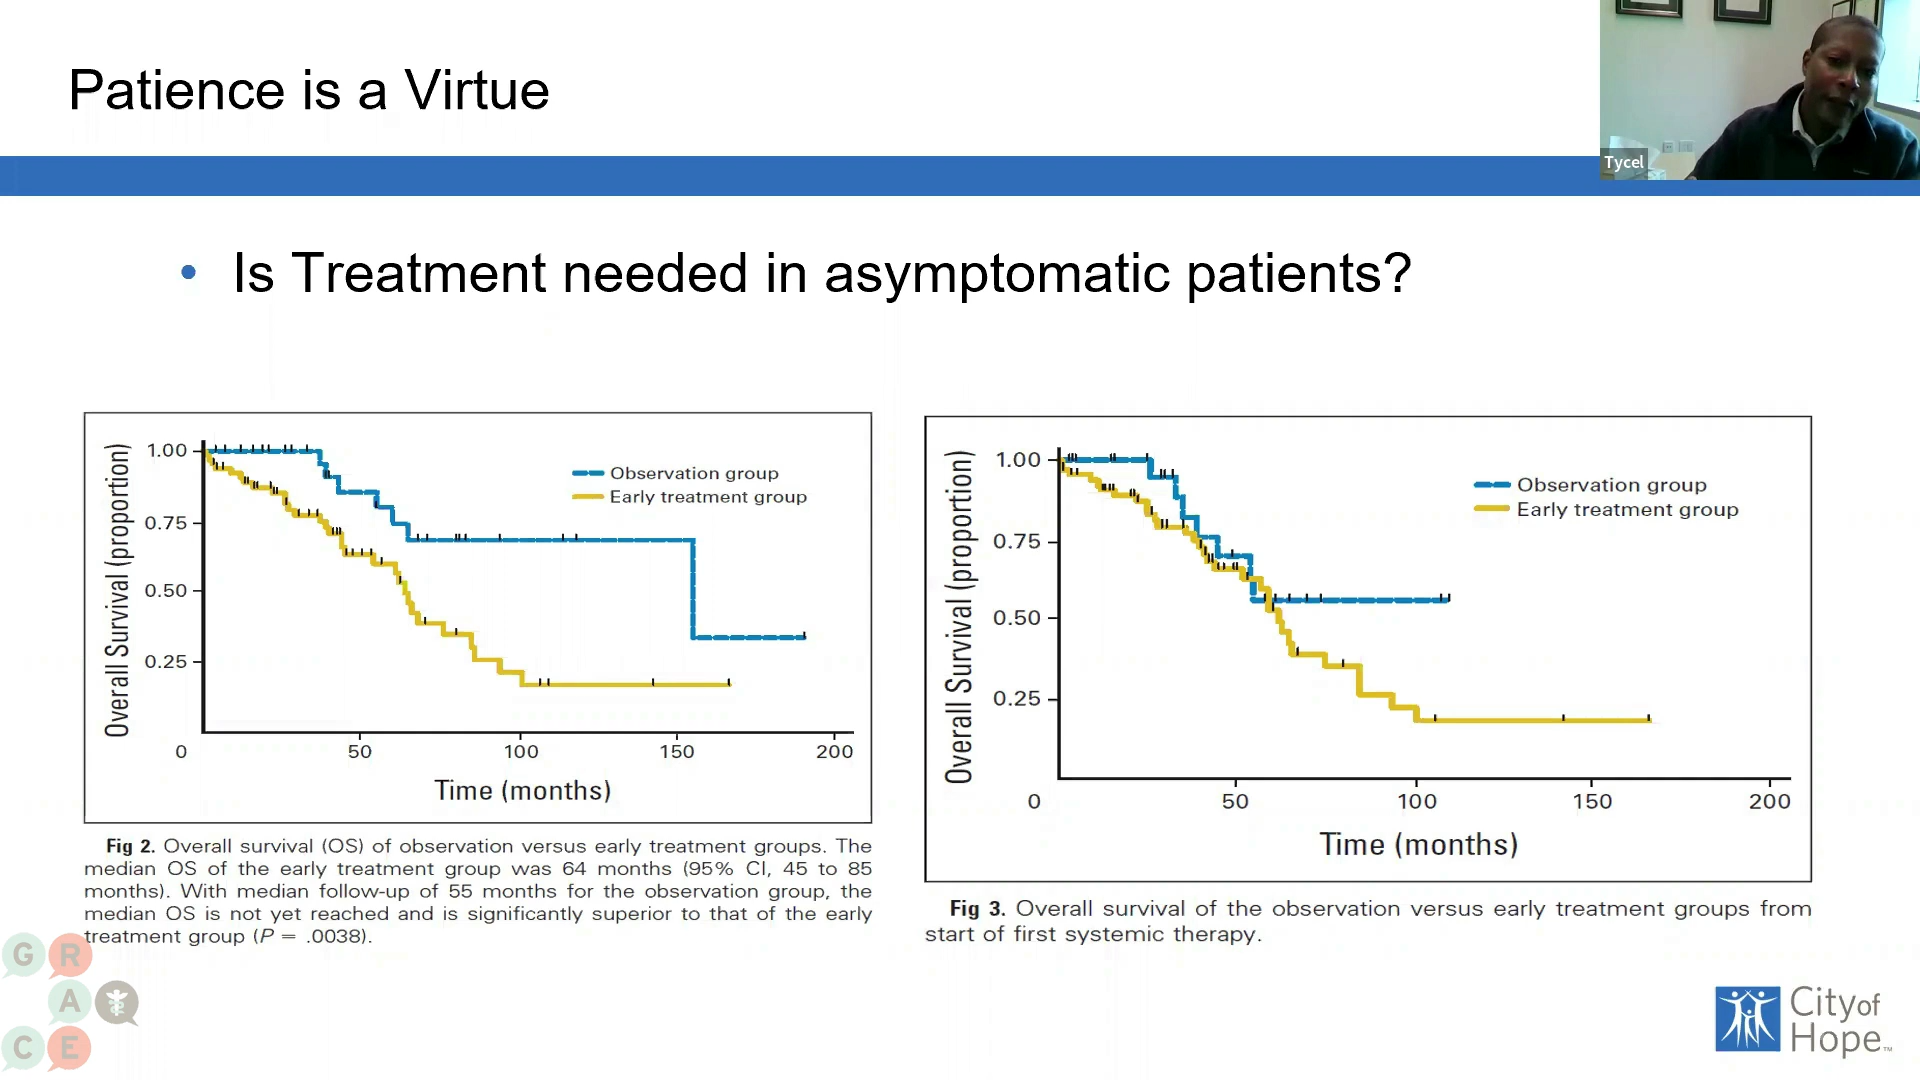 Patience is a Virtue
Tycel
• Is Treatment needed in asymptomatic patients?
Overall Survival (proportion)
1.00
0.75
0.50
0.25
0
50
100
150
200
Time (months)
Observation group
Early treatment group
Fig 2. Overall survival (OS) of observation versus early treatment groups. The
median OS of the early treatment group was 64 months (95% CI, 45 to 85
months). With median follow-up of 55 months for the observation group, the
median OS is not yet reached and is significantly superior to that of the early
treatment group (P = .0038).
Overall Survival (proportion)
1.00
0.75
0.50
0.25
0
50
100
150
200
Time (months)
Observation group
Early treatment group
Fig 3. Overall survival of the observation versus early treatment groups from
start of first systemic therapy.
G R
A
C E
City of
Hope™